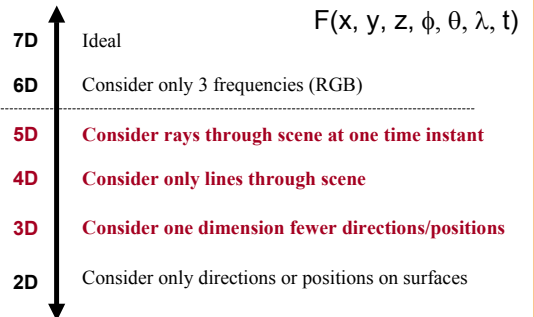 F(x, y, z, ϕ, θ, λ, t)
7D Ideal
6D Consider only 3 frequencies (RGB)
5D Consider rays through scene at one time instant
4D Consider only lines through scene
3D Consider one dimension fewer directions/positions
2D Consider only directions or positions on surfaces